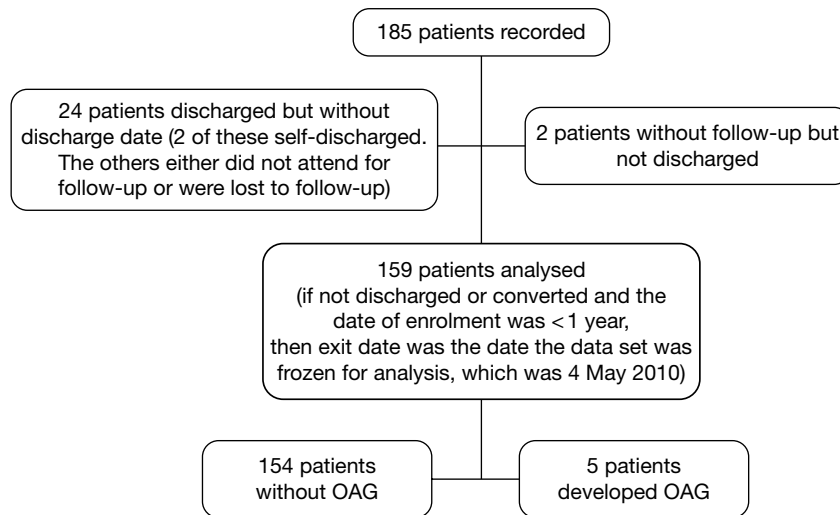 185 patients recorded
24 patients discharged but without
discharge date (2 of these self-discharged.
The others either did not attend for
follow-up or were lost to follow-up)
2 patients without follow-up but
not discharged
159 patients analysed
(if not discharged or converted and the
date of enrolment was <1 year,
then exit date was the date the data set was
frozen for analysis, which was 4 May 2010)
154 patients
without OAG
5 patients
developed OAG